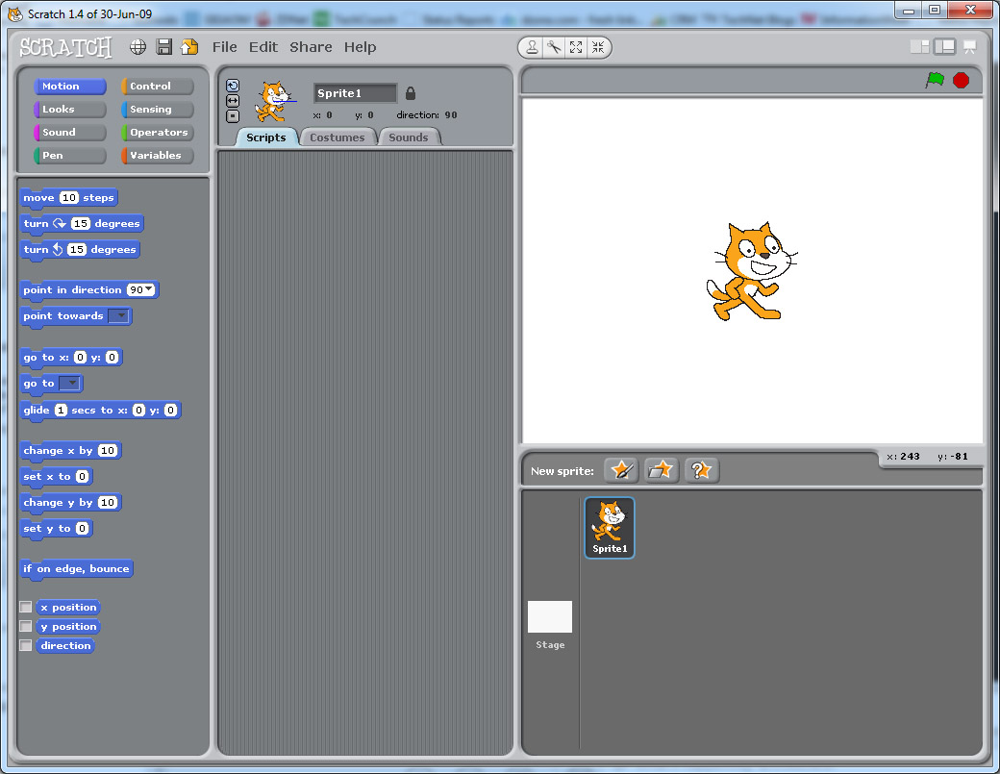 Scratch 1.4 of 30-Jun-09
SCRATCH File Edit Share Help
Motion Control
Looks Sensing
Sound Operators
Pen Variables
move 10 steps
turn 15 degrees
turn 15 degrees
point in direction 90
point towards
go to x: 0 y: 0
go to
glide 1 secs to x: 0 y: 0
change x by 10
set x to 0
change y by 10
set y to 0
if on edge, bounce
x position
y position
direction
Sprite1
x: 0 y: 0 direction: 90
Scripts Costumes Sounds
x: 243 y: -81
New sprite:
Sprite1
Stage